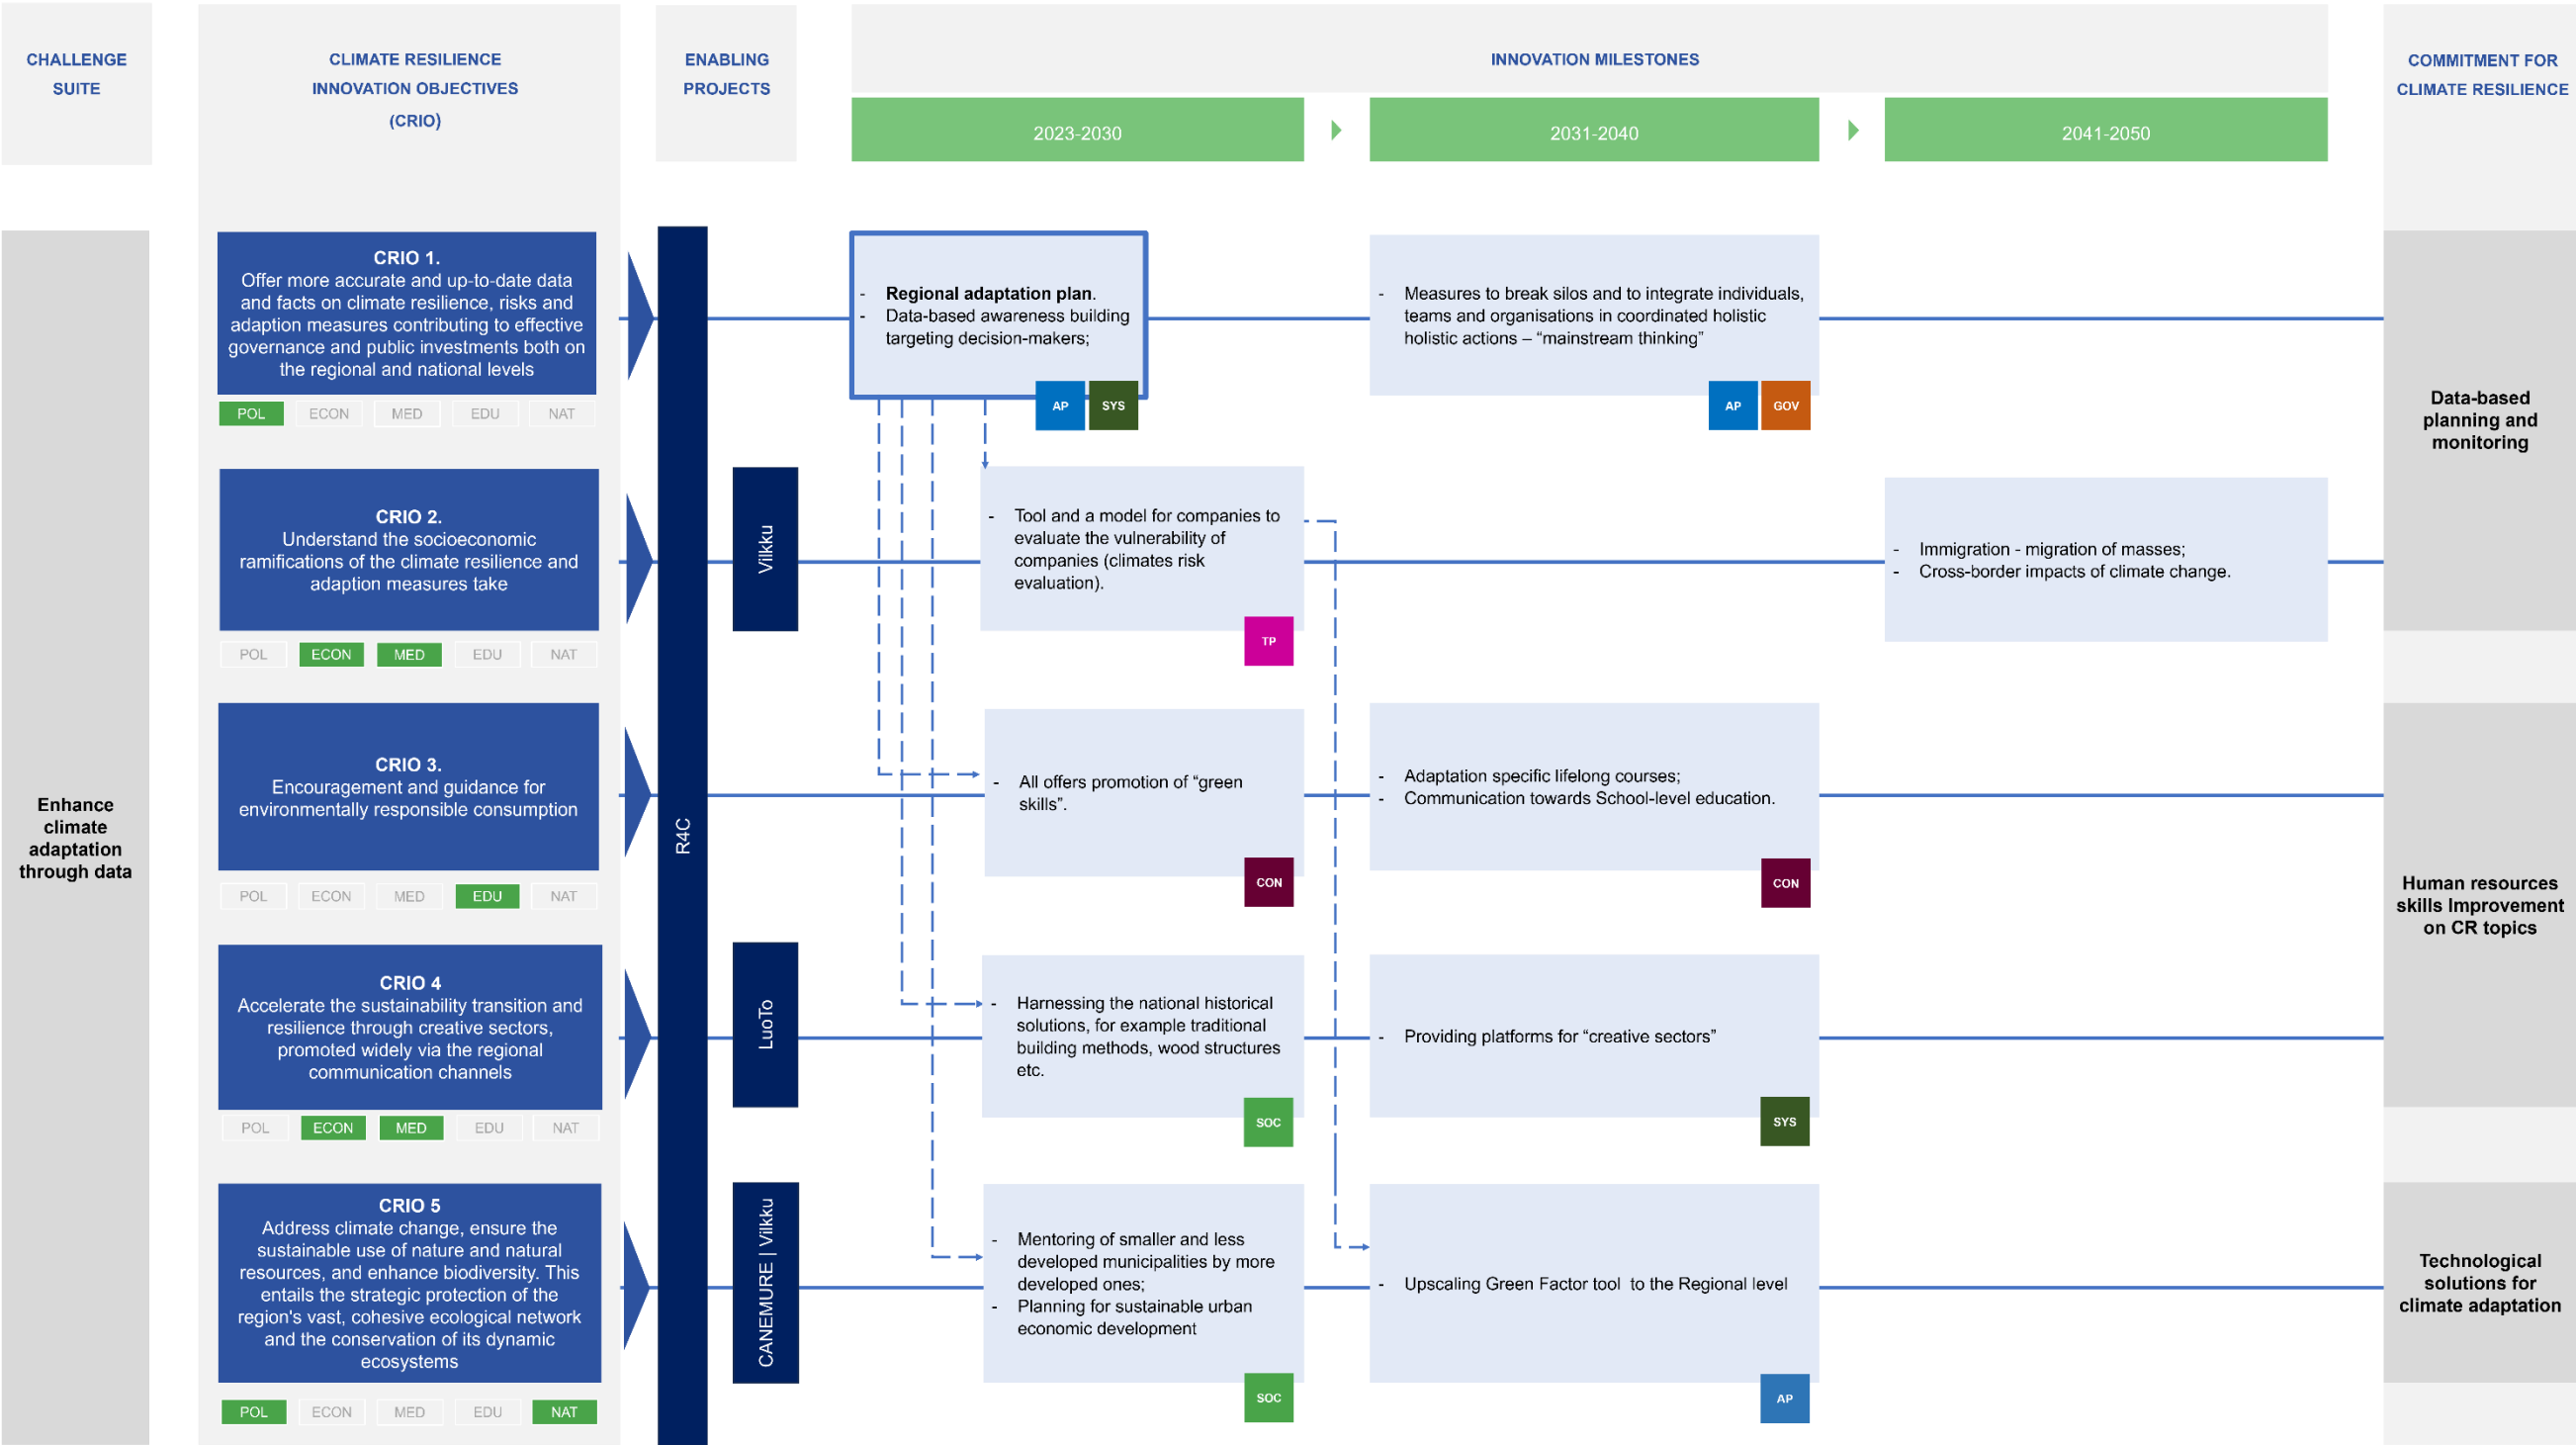 CHALLENGE
SUITE
CLIMATE RESILIENCE
INNOVATION OBJECTIVES
(CRIO)
ENABLING
PROJECTS
INNOVATION MILESTONES
COMMITMENT FOR
CLIMATE RESILIENCE
2023-2030
2031-2040
2041-2050
Enhance
climate
adaptation
through data
CRIO 1.
Offer more accurate and up-to-date data
and facts on climate resilience, risks and
adaption measures contributing to effective
governance and public investments both on
the regional and national levels
POL ECON MED EDU NAT
R4C
- Regional adaptation plan.
- Data-based awareness building
targeting decision-makers;
AP SYS
- Measures to break silos and to integrate individuals,
teams and organisations in coordinated holistic
holistic actions – “mainstream thinking”
AP GOV
Data-based
planning and
monitoring
CRIO 2.
Understand the socioeconomic
ramifications of the climate resilience and
adaption measures take
POL ECON MED EDU NAT
Vilkku
- Tool and a model for companies to
evaluate the vulnerability of
companies (climates risk
evaluation).
TP
- Immigration - migration of masses;
- Cross-border impacts of climate change.
CRIO 3.
Encouragement and guidance for
environmentally responsible consumption
POL ECON MED EDU NAT
- All offers promotion of “green
skills”.
CON
- Adaptation specific lifelong courses;
- Communication towards School-level education.
CON
Human resources
skills Improvement
on CR topics
CRIO 4
Accelerate the sustainability transition and
resilience through creative sectors,
promoted widely via the regional
communication channels
POL ECON MED EDU NAT
LuoTo
- Harnessing the national historical
solutions, for example traditional
building methods, wood structures
etc.
SOC
- Providing platforms for “creative sectors”
SYS
CRIO 5
Address climate change, ensure the
sustainable use of nature and natural
resources, and enhance biodiversity. This
entails the strategic protection of the
region's vast, cohesive ecological network
and the conservation of its dynamic
ecosystems
POL ECON MED EDU NAT
CANEMURE | Vilkku
- Mentoring of smaller and less
developed municipalities by more
developed ones;
- Planning for sustainable urban
economic development
SOC
- Upscaling Green Factor tool to the Regional level
AP
Technological
solutions for
climate adaptation